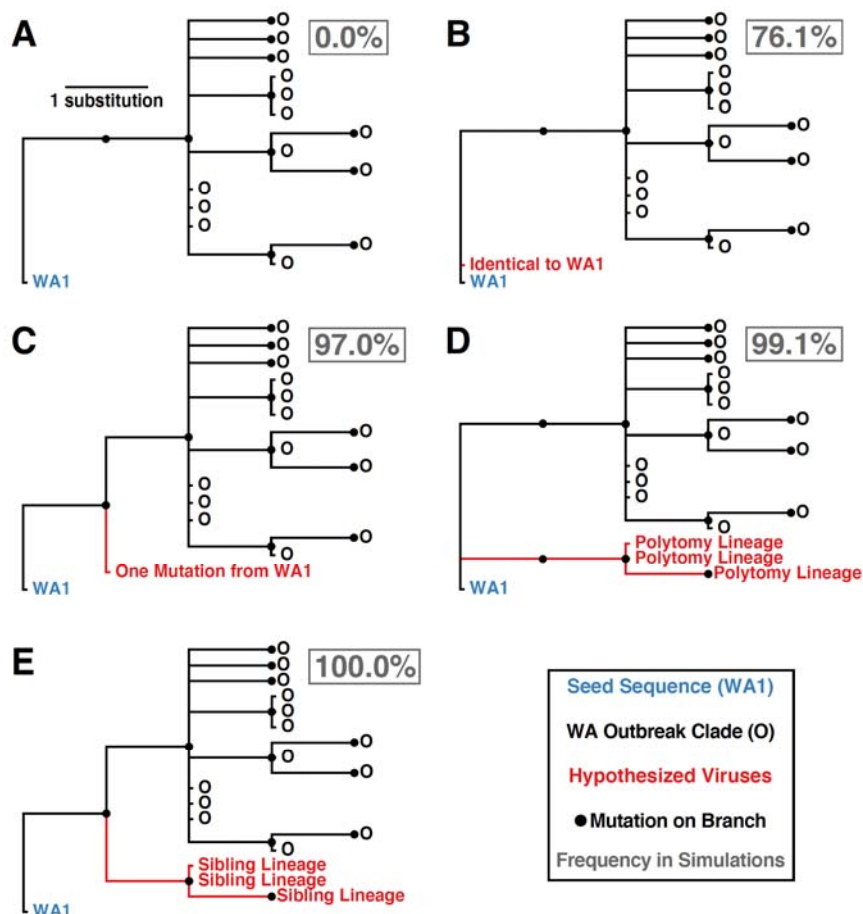 A
0.0%
1 substitution
O
O
O
O
O
O
O
O
O
O
O
O
O
O
WA1
B
76.1%
O
O
O
O
O
O
O
O
O
O
O
O
O
O
Identical to WA1
WA1
C
97.0%
O
O
O
O
O
O
O
O
O
O
O
O
O
O
One Mutation from WA1
WA1
D
99.1%
O
O
O
O
O
O
O
O
O
O
O
O
O
O
Polytomy Lineage
Polytomy Lineage
Polytomy Lineage
WA1
E
100.0%
O
O
O
O
O
O
O
O
O
O
O
O
O
O
Sibling Lineage
Sibling Lineage
Sibling Lineage
WA1
Seed Sequence (WA1)
WA Outbreak Clade (O)
Hypothesized Viruses
Mutation on Branch
Frequency in Simulations